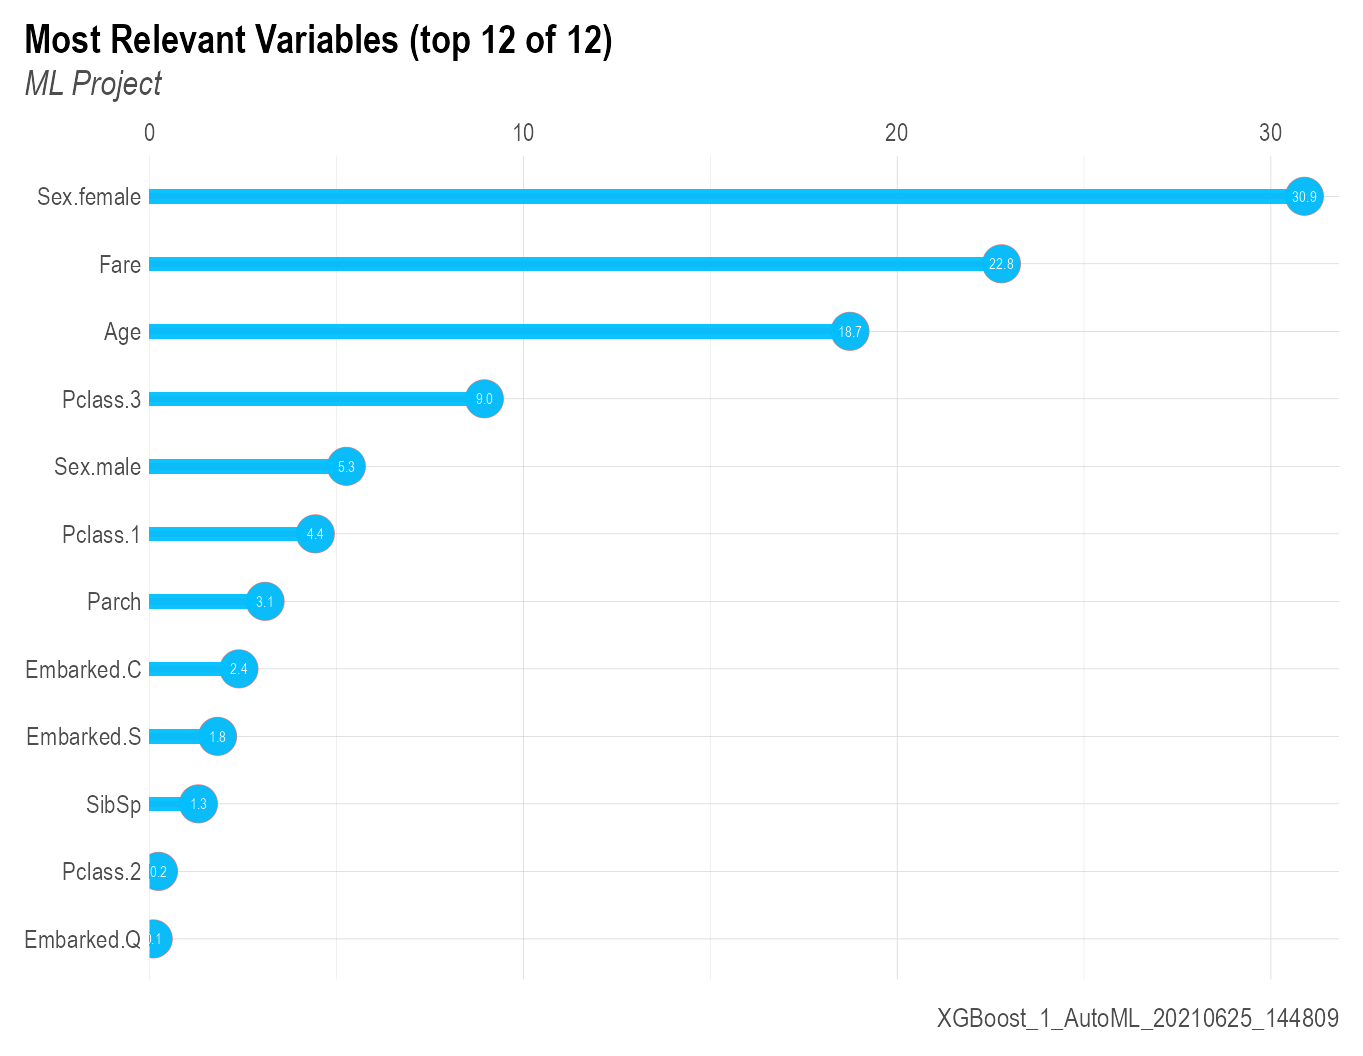 Most Relevant Variables (top 12 of 12)
ML Project
0 10 20 30
Sex.female 30.9
Fare 22.8
Age 18.7
Pclass.3 9.0
Sex.male 5.3
Pclass.1 4.4
Parch 3.1
Embarked.C 2.4
Embarked.S 1.8
SibSp 1.3
Pclass.2 0.2
Embarked.Q 0.1
XGBoost_1_AutoML_20210625_144809